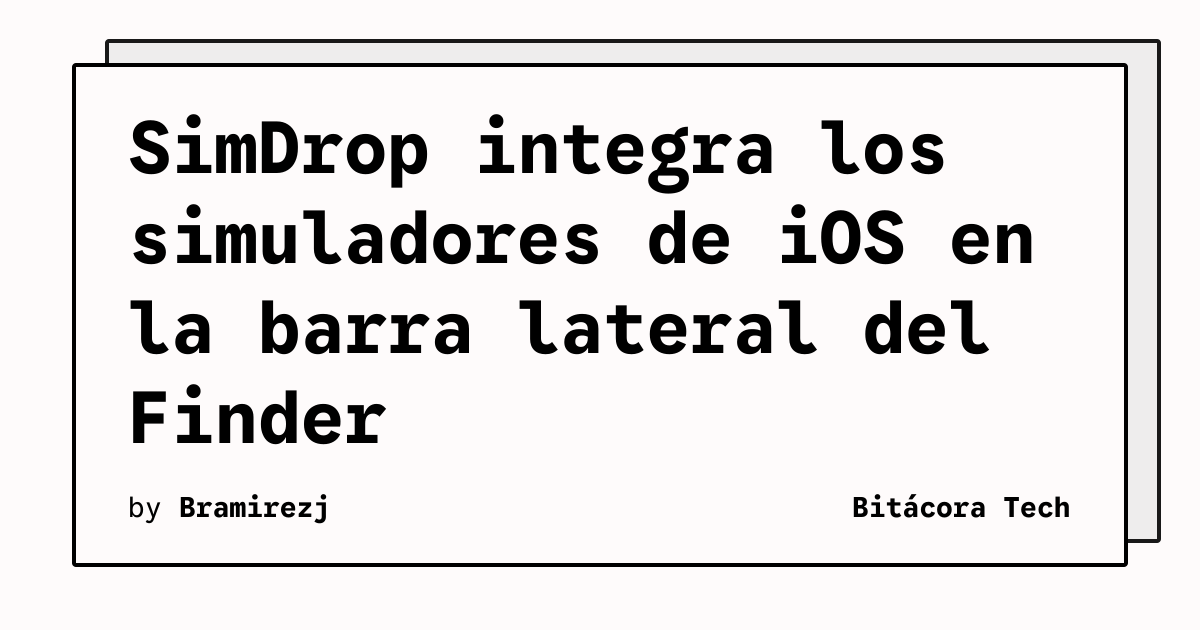 SimDrop integra los
simuladores de iOS en
la barra lateral del
Finder
by Bramirezj
Bitácora Tech